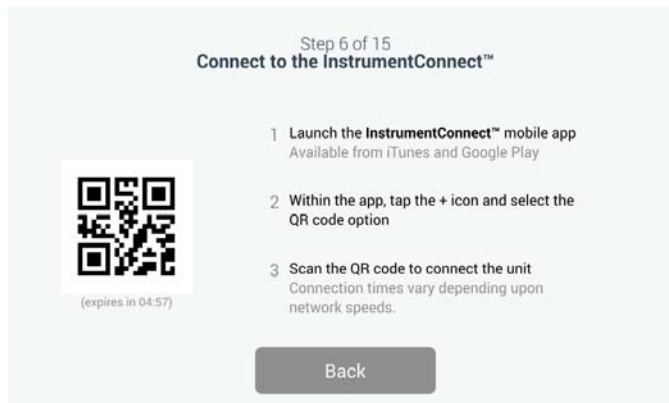 Step 6 of 15
Connect to the InstrumentConnect™
1 Launch the InstrumentConnect™ mobile app
Available from iTunes and Google Play
2 Within the app, tap the + icon and select the
QR code option
3 Scan the QR code to connect the unit
Connection times vary depending upon
network speeds.
(expires in 04:57)
Back